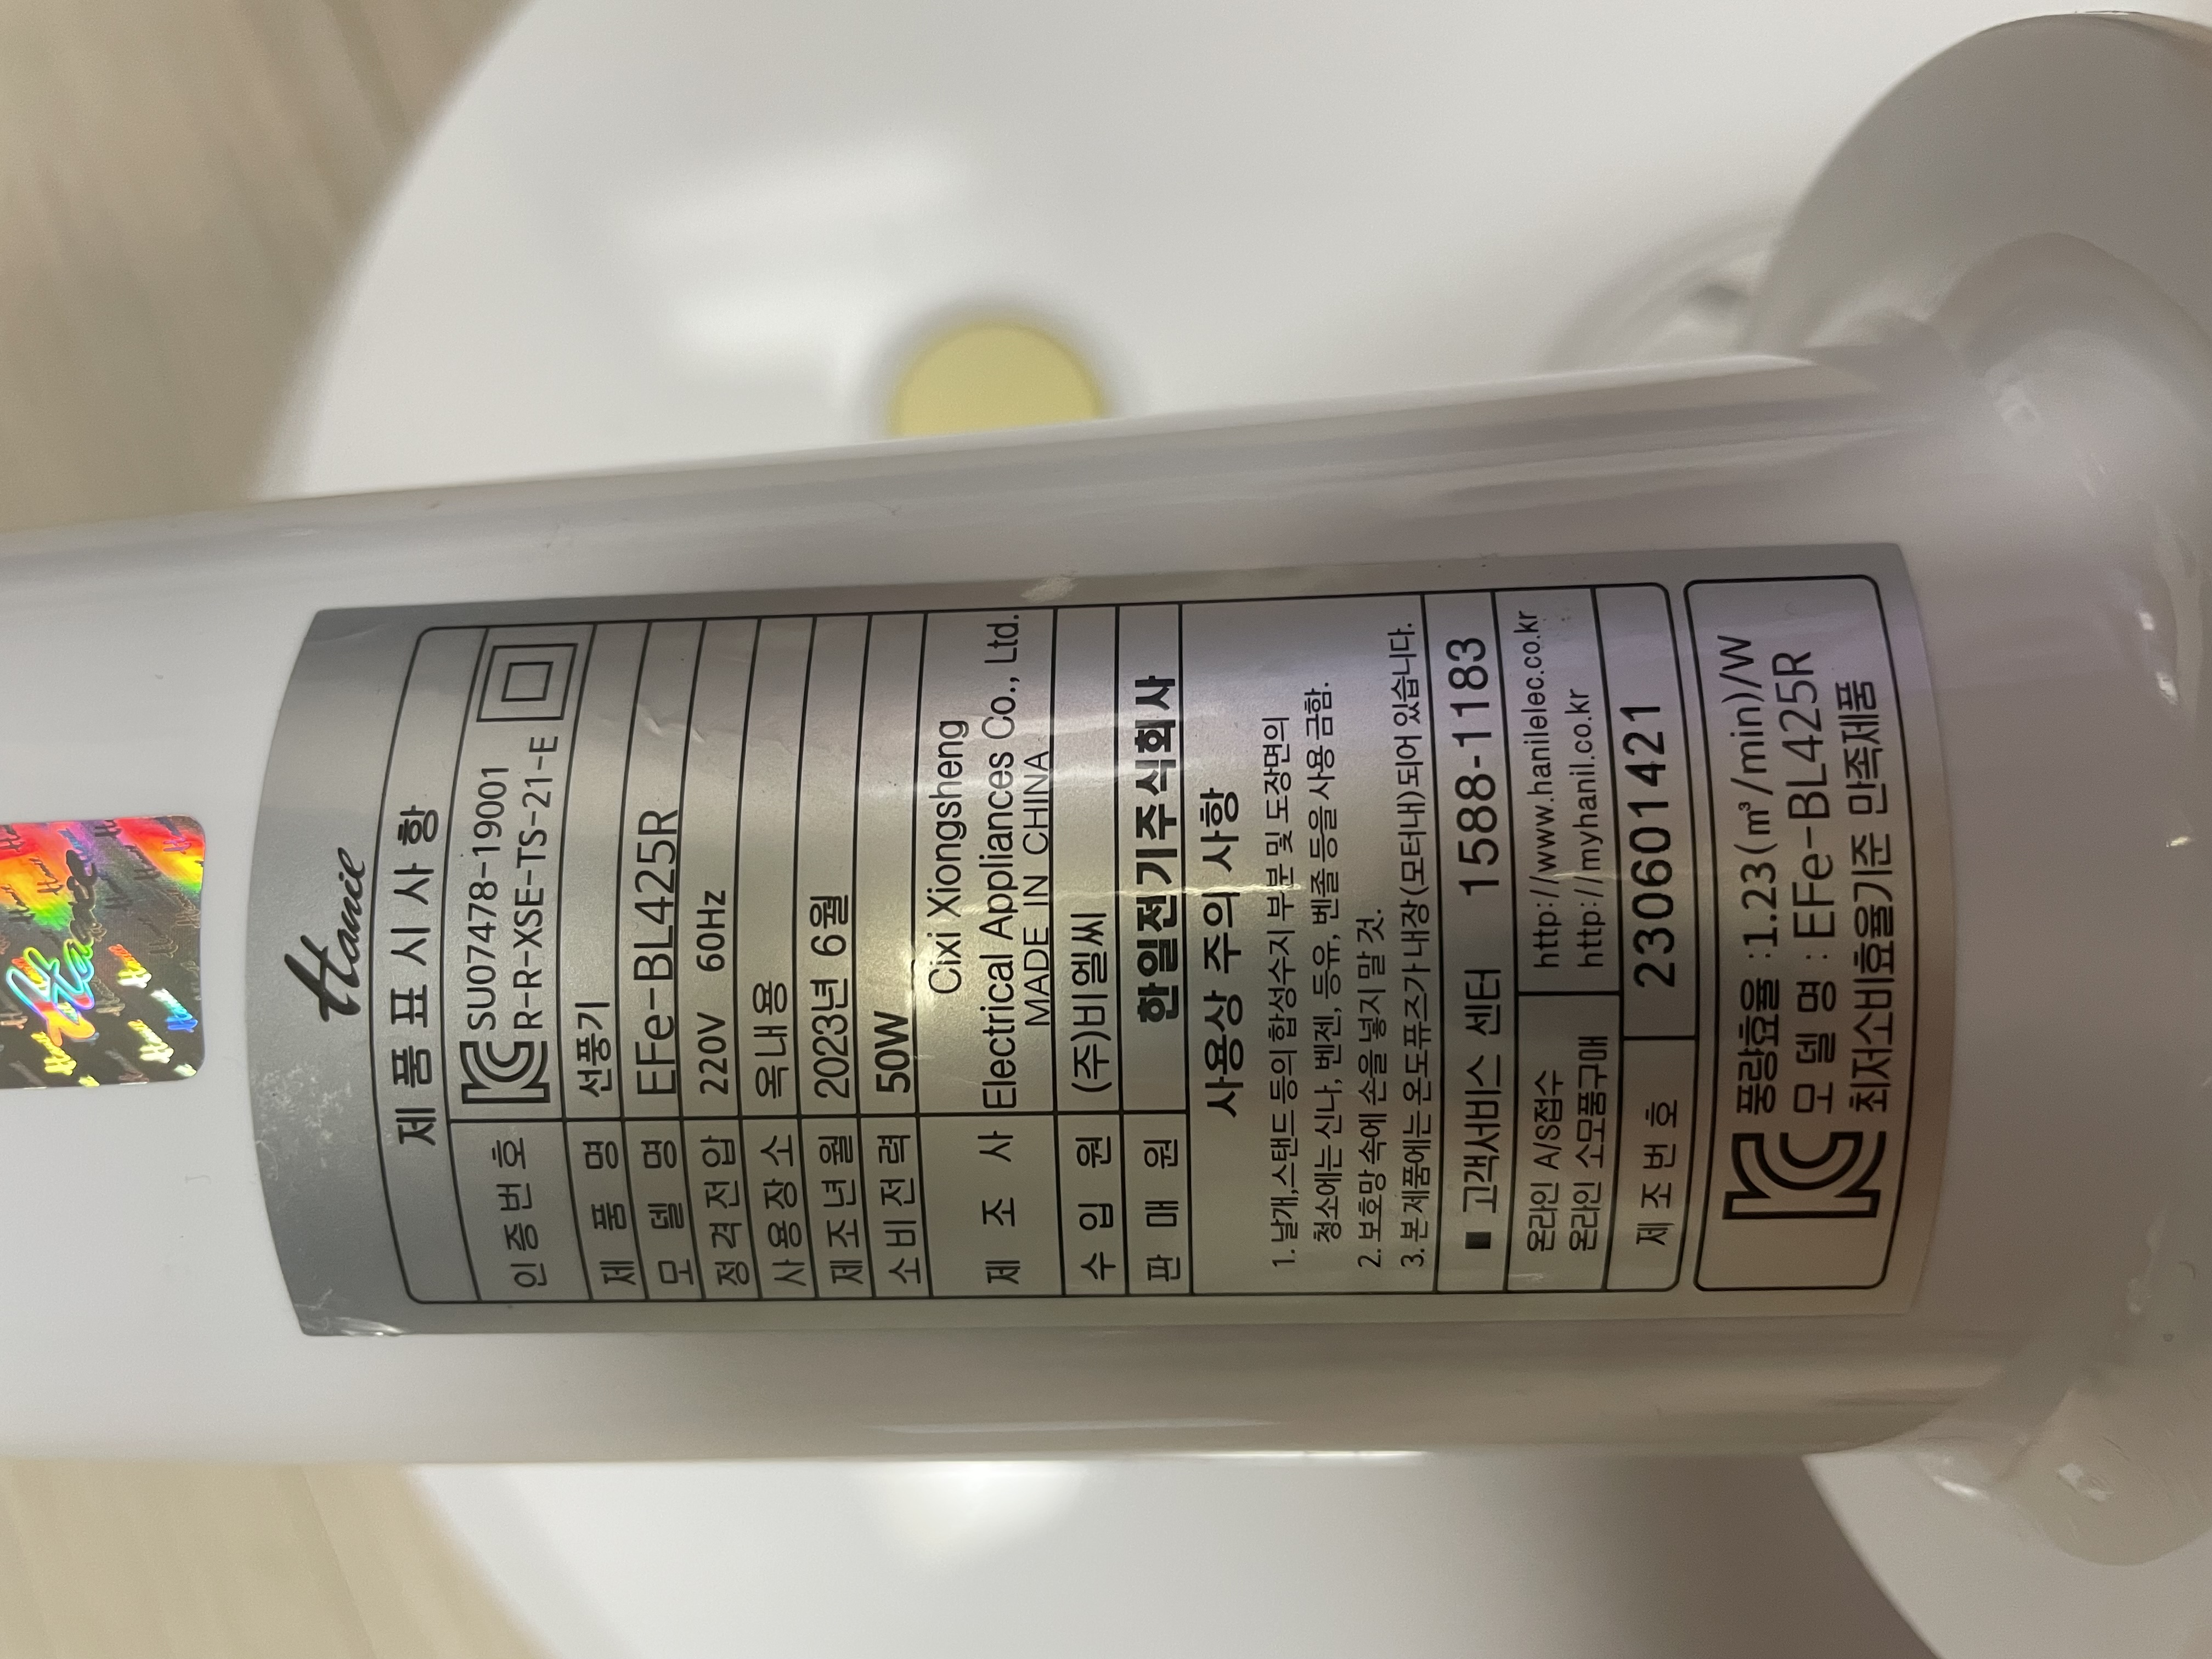 Hanil
Hanil
제품표시사항
인증번호 KC SU07478-19001
R-R-XSE-TS-21-E
제품명 선풍기
모델명 EFe-BL425R
정격전압 220V 60Hz
사용장소 옥내용
제조년월 2023년 6월
소비전력 50W
제조사 Cixi Xiongsheng
Electrical Appliances Co., Ltd.
MADE IN CHINA
수입원 (주)비엘씨
판매원 한일전기주식회사
사용상 주의 사항
1. 날개,스탠드 등의 합성수지 부분 및 도장면의
청소에는 신나, 벤젠, 등유, 벤졸 등을 사용 금함.
2. 보호망 속에 손을 넣지 말 것.
3. 본 제품에는 온도퓨즈가 내장(모터내)되어 있습니다.
■ 고객서비스 센터 1588-1183
온라인 A/S접수 http://www.hanilelec.co.kr
온라인 소모품구매 http://myhanil.co.kr
제조번호 230601421
KC 풍량효율 :1.23(m³/min)/W
모델명 : EFe-BL425R
최저소비효율기준 만족제품